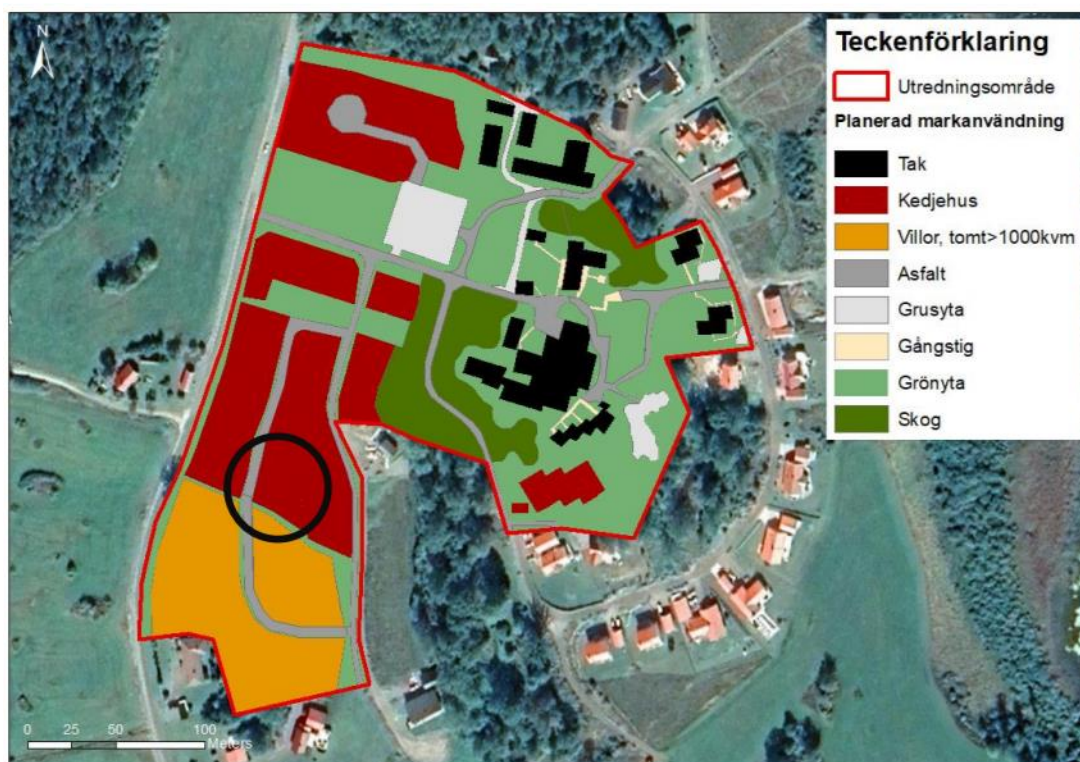 N
Teckenförklaring
Utredningsområde
Planerad markanvändning
Tak
Kedjehus
Villor, tomt>1000kvm
Asfalt
Grusyta
Gångstig
Grönyta
Skog
0 25 50 100
Meters